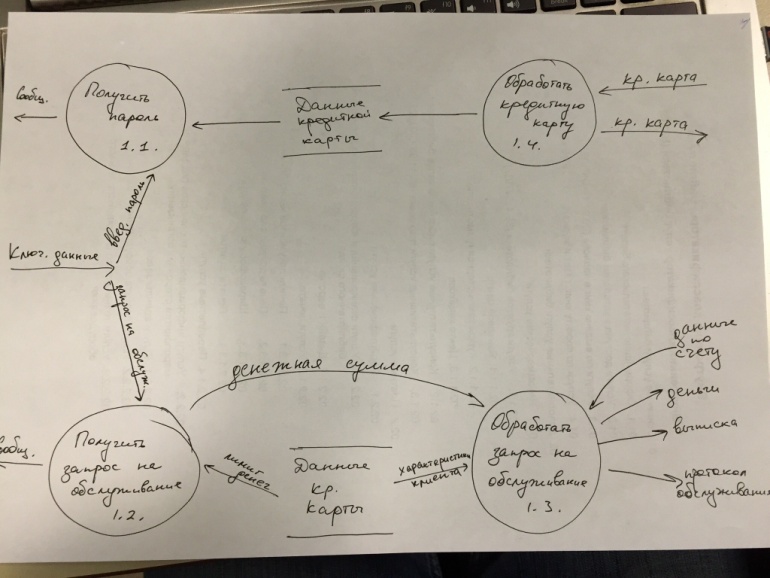 Получить
пароль
1.1.
Сообщ.
Данные
кредитной
карты
Обработать
кредитную
карту
1.4.
кр. карта
кр. карта
введ. пароль
Ключ. данные
запрос на обслуж.
денежная сумма
данные
по
счету
деньги
выписка
протокол
обслуживания
Сообщ.
Получить
запрос на
обслуживание
1.2.
лимит
денег
Данные
кр.
карты
характеристики
клиента
Обработать
запрос на
обслуживание
1.3.